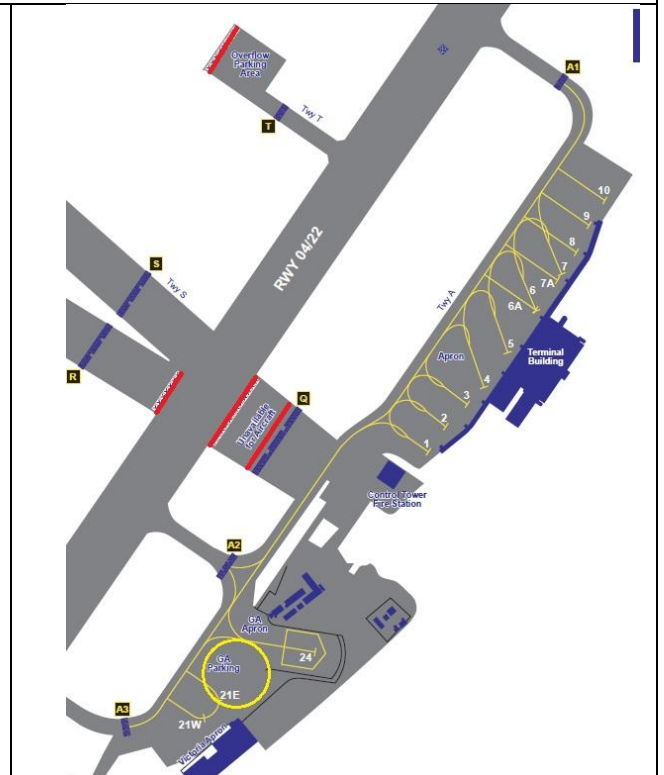 Overflow
Parking
Area
A1
T
Twy T
10
9
8
7
7A
6
6A
5
4
3
2
1
S
Twy S
RWY 04/22
Twy A
Apron
Terminal
Building
R
Q
Unavailable
for Aircraft
Control Tower
Fire Station
A2
GA
Apron
GA
Parking
24
21E
21W
A3
Victoria Apron